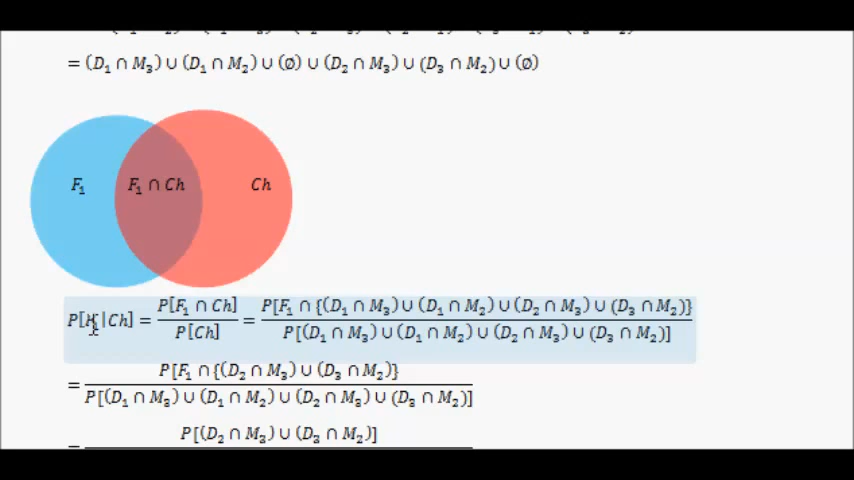 = (D₁ ∩ M₃) ∪ (D₁ ∩ M₂) ∪ (∅) ∪ (D₂ ∩ M₃) ∪ (D₃ ∩ M₂) ∪ (∅)
F₁ F₁ ∩ Ch Ch
P[F₁|Ch] = P[F₁ ∩ Ch] / P[Ch] = P[F₁ ∩ {(D₁ ∩ M₃) ∪ (D₁ ∩ M₂) ∪ (D₂ ∩ M₃) ∪ (D₃ ∩ M₂)}] / P[(D₁ ∩ M₃) ∪ (D₁ ∩ M₂) ∪ (D₂ ∩ M₃) ∪ (D₃ ∩ M₂)]
= P[F₁ ∩ {(D₂ ∩ M₃) ∪ (D₃ ∩ M₂)}] / P[(D₁ ∩ M₃) ∪ (D₁ ∩ M₂) ∪ (D₂ ∩ M₃) ∪ (D₃ ∩ M₂)]
= P[(D₂ ∩ M₃) ∪ (D₃ ∩ M₂)]